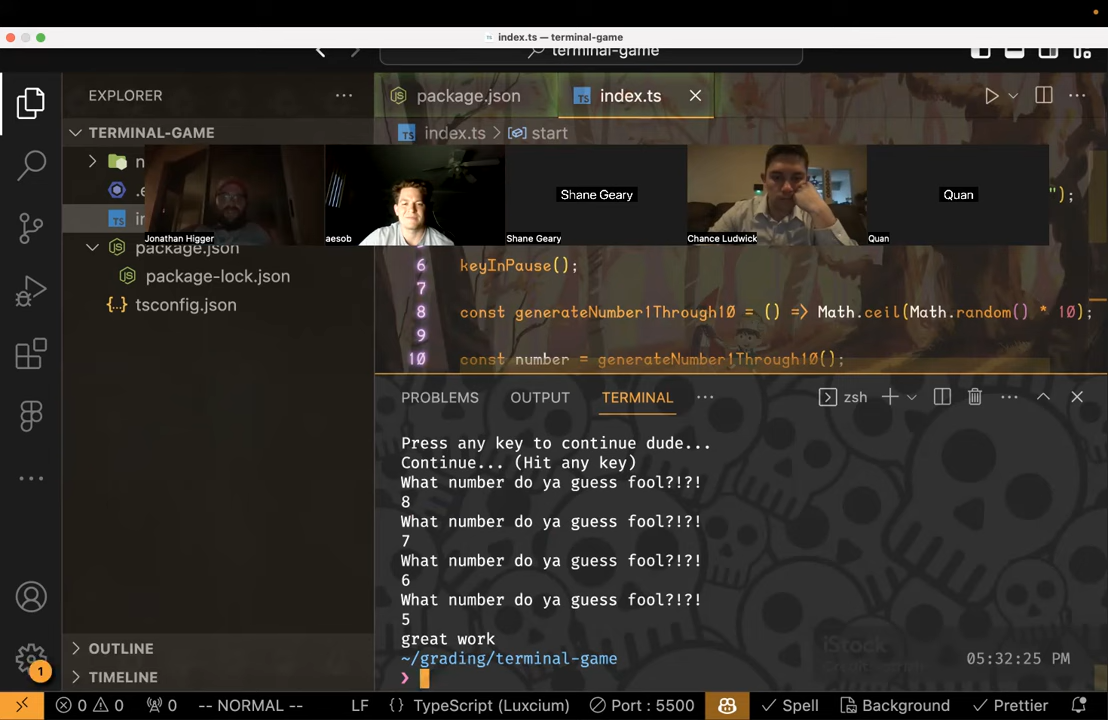 index.ts — terminal-game
terminal-game
EXPLORER
TERMINAL-GAME
n
.e
in
package.json
package-lock.json
tsconfig.json
OUTLINE
TIMELINE
package.json
index.ts
index.ts > start
Jonathan Higger
aesob
Shane Geary
Shane Geary
Chance Ludwick
Quan
Quan
");
6 keyInPause();
7
8 const generateNumber1Through10 = () => Math.ceil(Math.random() * 10);
9
10 const number = generateNumber1Through10();
PROBLEMS OUTPUT TERMINAL ··· zsh
Press any key to continue dude...
Continue... (Hit any key)
What number do ya guess fool?!?!
8
What number do ya guess fool?!?!
7
What number do ya guess fool?!?!
6
What number do ya guess fool?!?!
5
great work
~/grading/terminal-game 05:32:25 PM
❯
iStock
1
0 0 0 -- NORMAL -- LF {} TypeScript (Luxcium) Port : 5500 Spell Background Prettier